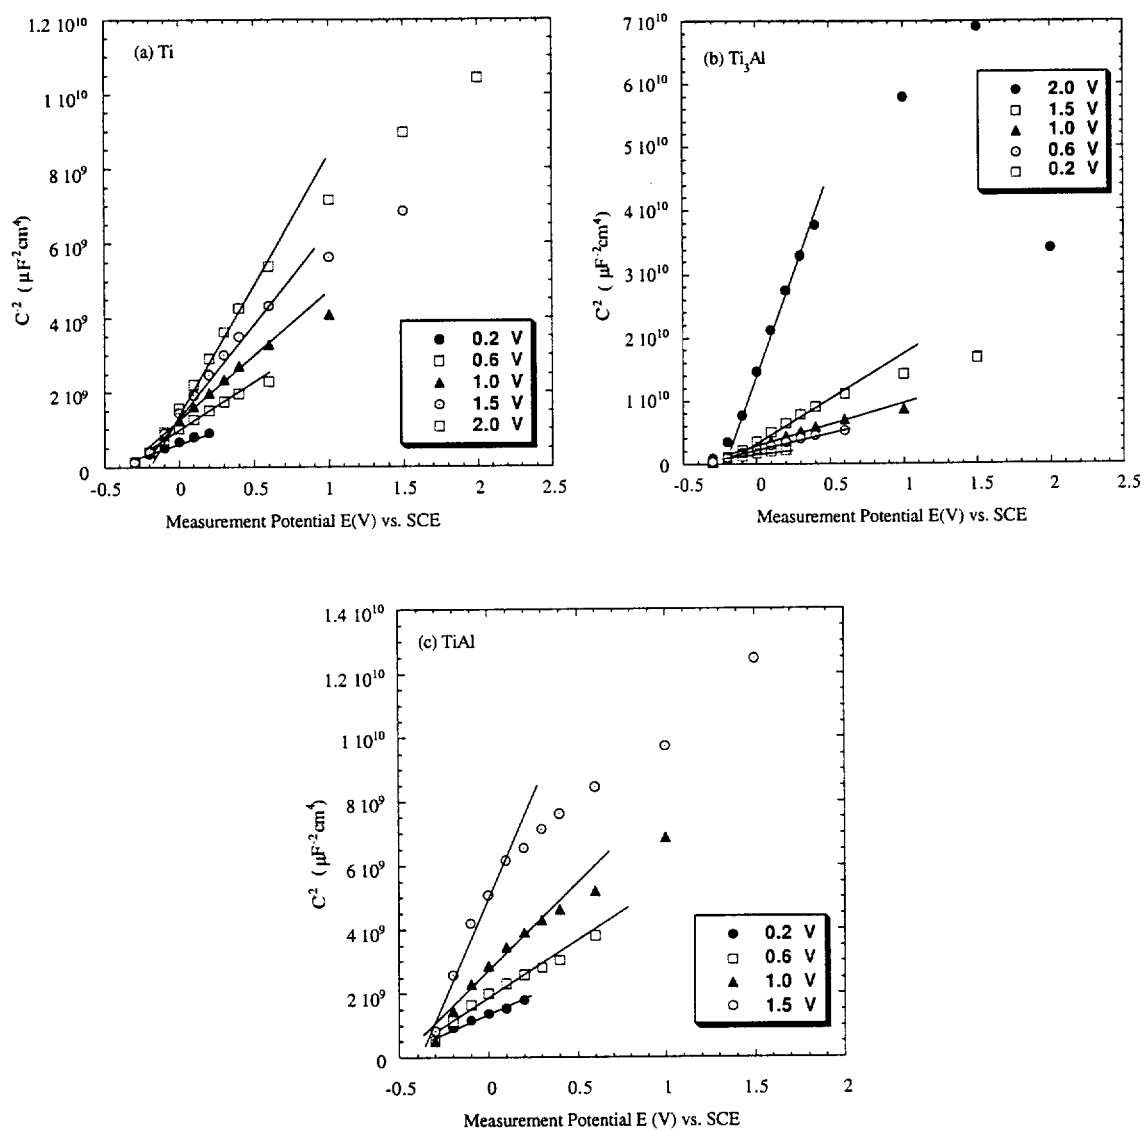 (a) Ti
1.2 10^10
1 10^10
8 10^9
6 10^9
4 10^9
2 10^9
0
C^-2 ( μF^-2cm^4)
0.2 V
0.6 V
1.0 V
1.5 V
2.0 V
-0.5 0 0.5 1 1.5 2 2.5
Measurement Potential E(V) vs. SCE
(b) Ti_3Al
7 10^10
6 10^10
5 10^10
4 10^10
3 10^10
2 10^10
1 10^10
0
C^2 ( μF^-2cm^4)
2.0 V
1.5 V
1.0 V
0.6 V
0.2 V
-0.5 0 0.5 1 1.5 2 2.5
Measurement Potential E(V) vs. SCE
(c) TiAl
1.4 10^10
1.2 10^10
1 10^10
8 10^9
6 10^9
4 10^9
2 10^9
0
C^2 ( μF^-2cm^4)
0.2 V
0.6 V
1.0 V
1.5 V
-0.5 0 0.5 1 1.5 2
Measurement Potential E (V) vs. SCE